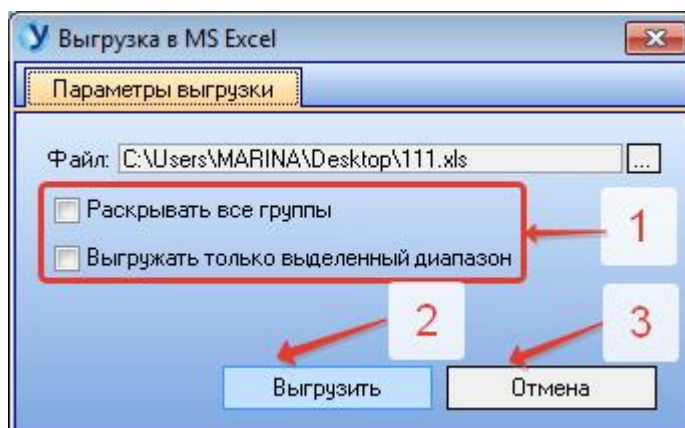 Выгрузка в MS Excel
Параметры выгрузки
Файл: C:\Users\MARINA\Desktop\111.xls ...
Раскрывать все группы
1
Выгружать только выделенный диапазон
2
3
Выгрузить Отмена